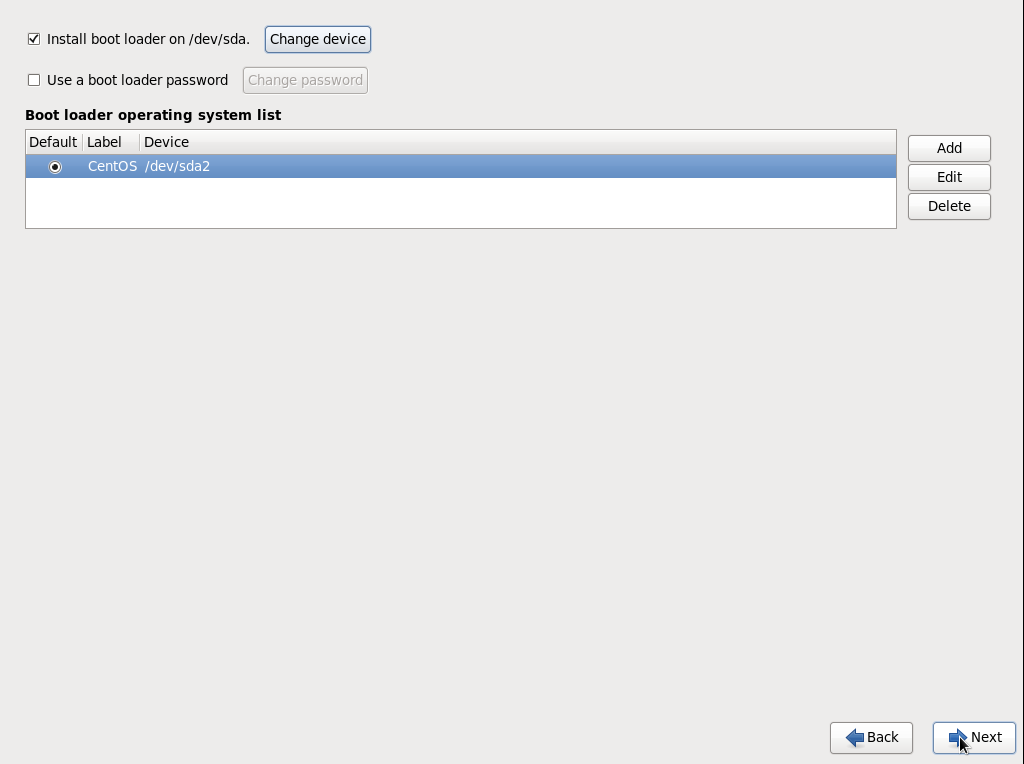 Install boot loader on /dev/sda. Change device
Use a boot loader password Change password
Boot loader operating system list
Default Label Device
CentOS /dev/sda2
Add
Edit
Delete
Back Next